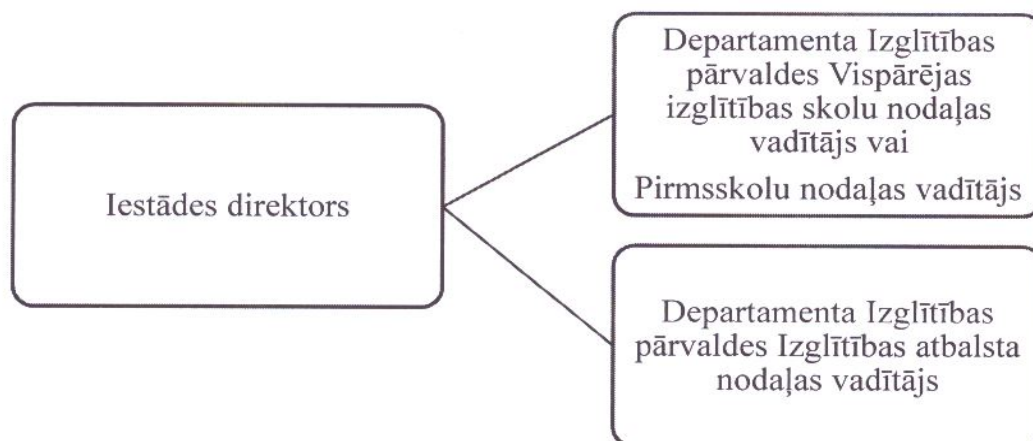 Iestādes direktors
Departamenta Izglītības
pārvaldes Vispārējas
izglītības skolu nodaļas
vadītājs vai
Pirmsskolu nodaļas vadītājs
Departamenta Izglītības
pārvaldes Izglītības atbalsta
nodaļas vadītājs